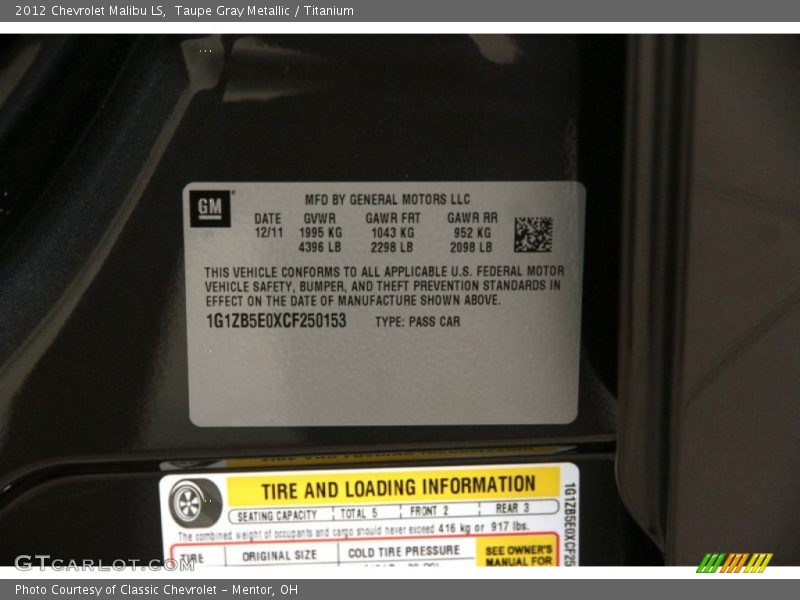 2012 Chevrolet Malibu LS,  Taupe Gray Metallic / Titanium
GM
MFD BY GENERAL MOTORS LLC
DATE GVWR GAWR FRT GAWR RR
12/11 1995 KG 1043 KG 952 KG
4396 LB 2298 LB 2098 LB
THIS VEHICLE CONFORMS TO ALL APPLICABLE U.S. FEDERAL MOTOR
VEHICLE SAFETY, BUMPER, AND THEFT PREVENTION STANDARDS IN
EFFECT ON THE DATE OF MANUFACTURE SHOWN ABOVE.
1G1ZB5E0XCF250153 TYPE: PASS CAR
TIRE AND LOADING INFORMATION
SEATING CAPACITY TOTAL 5 FRONT 2 REAR 3
The combined weight of occupants and cargo should never exceed 416 kg or 917 lbs.
TIRE ORIGINAL SIZE COLD TIRE PRESSURE SEE OWNER'S
MANUAL FOR
1G1ZB5E0XCF25
GTCarLot.com
Photo Courtesy of Classic Chevrolet - Mentor, OH